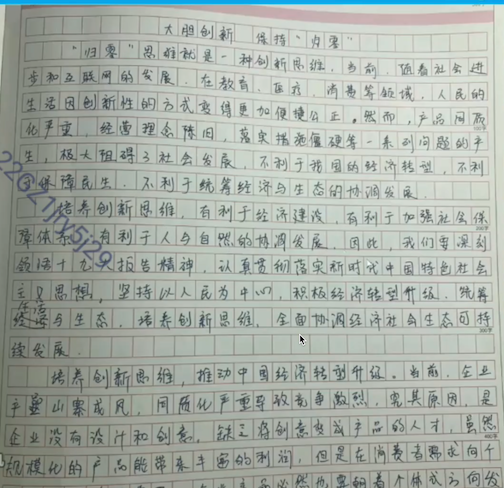 大胆创新 保持“归零”
“归零”思维就是一种创新思维。当前，随着社会进
步和互联网的发展，在教育、医疗、消费等领域，人民的
生活因创新性的方式变得更加便捷公正。然而，产品同质
化严重，经营理念陈旧，落实措施僵硬等一系列问题的产
生，极大阻碍了社会发展，不利于我国的经济转型，不利
于保障民生，不利于统筹经济与生态的协调发展。
培养创新思维，有利于经济建设，有利于加强社会保
障体系，有利于人与自然的协调发展。因此，我们要深刻
领悟十九大报告精神，认真贯彻落实新时代中国特色社会
主义思想。坚持以人民为中心，积极经济转型升级，统筹
经济与生态，培养创新思维，全面协调经济社会生态可持
续发展。
培养创新思维，推动中国经济转型升级。当前，企业
产业山寨成风，同质化严重导致竞争激烈，究其原因，是
企业没有设计和创意，缺乏将创意变成产品的人才，虽然
规模化的产品能带来丰富的利润，但是在消费者需求向个